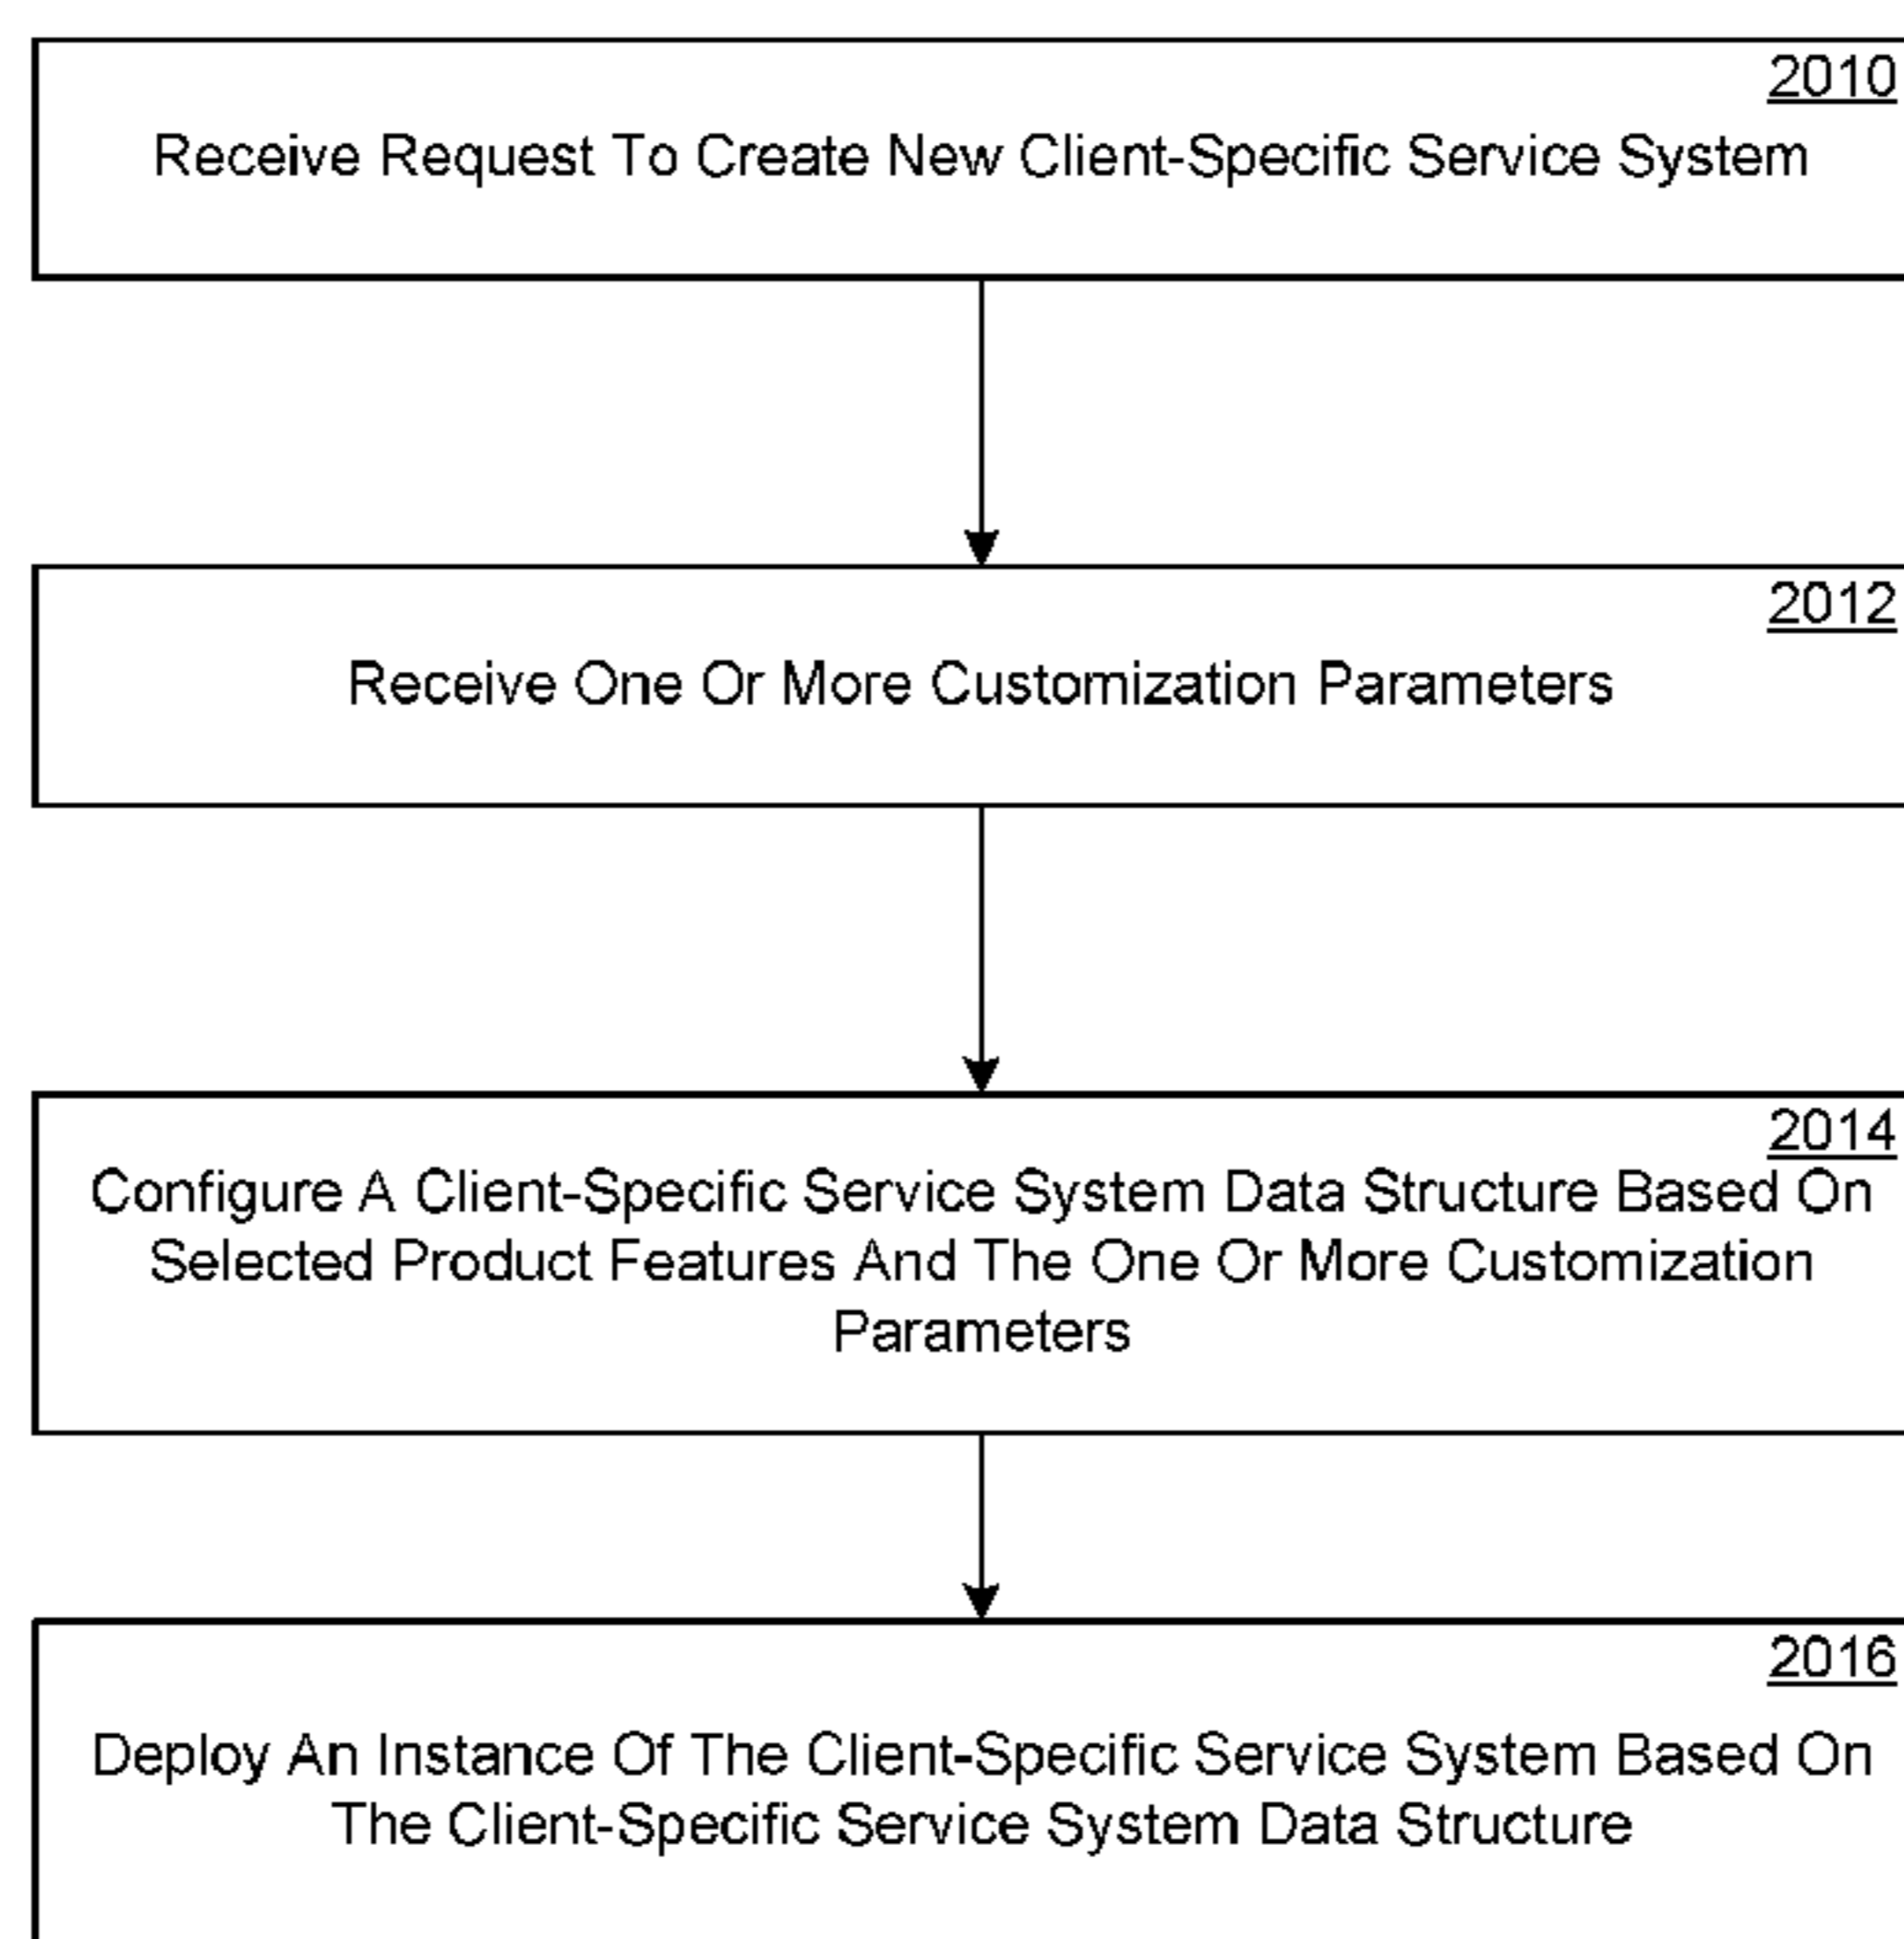 2010
Receive Request To Create New Client-Specific Service System
2012
Receive One Or More Customization Parameters
2014
Configure A Client-Specific Service System Data Structure Based On
Selected Product Features And The One Or More Customization
Parameters
2016
Deploy An Instance Of The Client-Specific Service System Based On
The Client-Specific Service System Data Structure